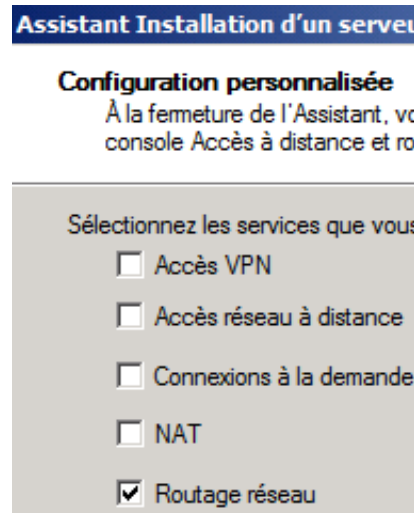 Assistant Installation d'un serveu
Configuration personnalisée
À la fermeture de l'Assistant, vo
console Accès à distance et ro
Sélectionnez les services que vous
Accès VPN
Accès réseau à distance
Connexions à la demande
NAT
Routage réseau